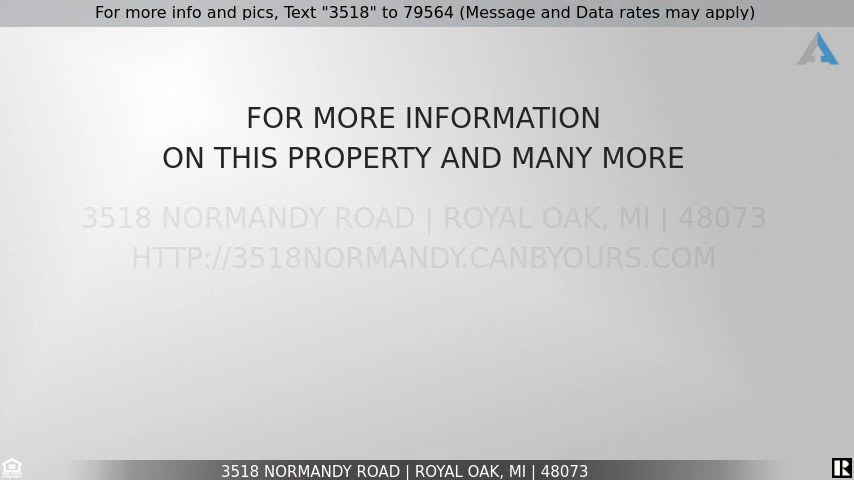 For more info and pics, Text "3518" to 79564 (Message and Data rates may apply)
FOR MORE INFORMATION
ON THIS PROPERTY AND MANY MORE
3518 NORMANDY ROAD | ROYAL OAK, MI | 48073
HTTP://3518NORMANDY.CANBYOURS.COM
3518 NORMANDY ROAD | ROYAL OAK, MI | 48073